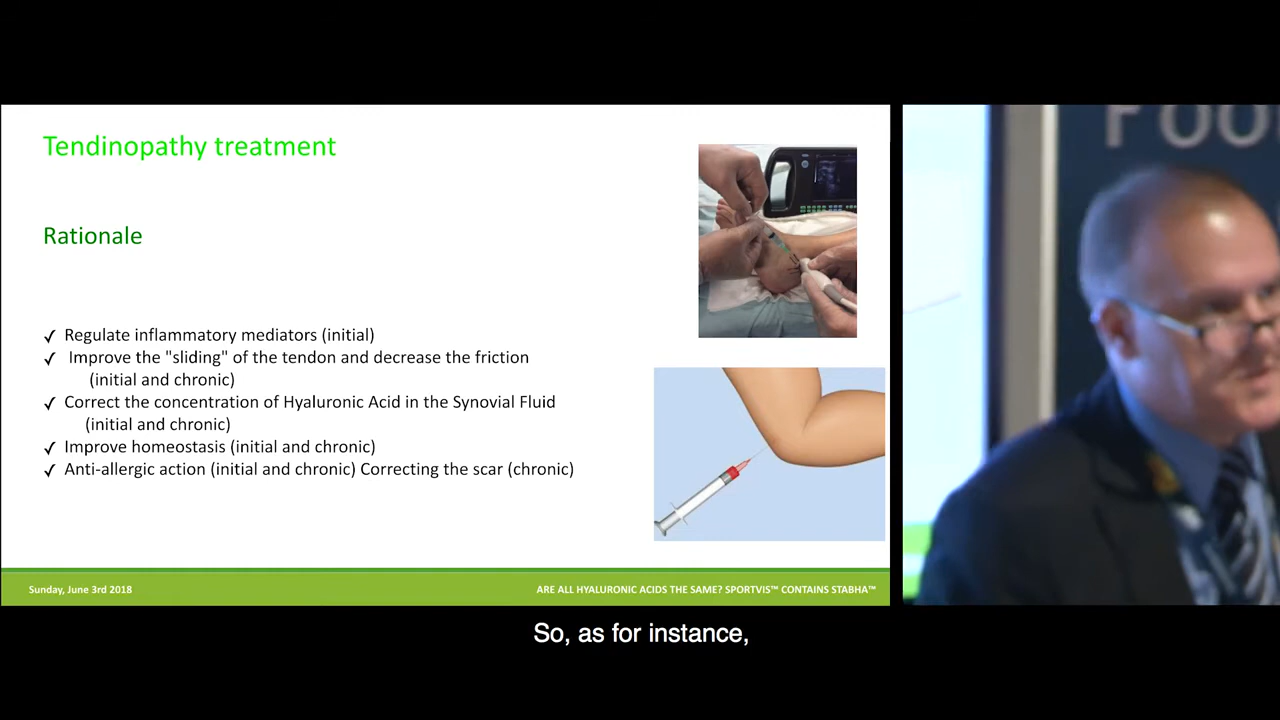 Tendinopathy treatment
Rationale
✓ Regulate inflammatory mediators (initial)
✓ Improve the "sliding" of the tendon and decrease the friction
(initial and chronic)
✓ Correct the concentration of Hyaluronic Acid in the Synovial Fluid
(initial and chronic)
✓ Improve homeostasis (initial and chronic)
✓ Anti-allergic action (initial and chronic) Correcting the scar (chronic)
Sunday, June 3rd 2018
ARE ALL HYALURONIC ACIDS THE SAME? SPORTVIS™ CONTAINS STABHA™
FOO
So, as for instance,